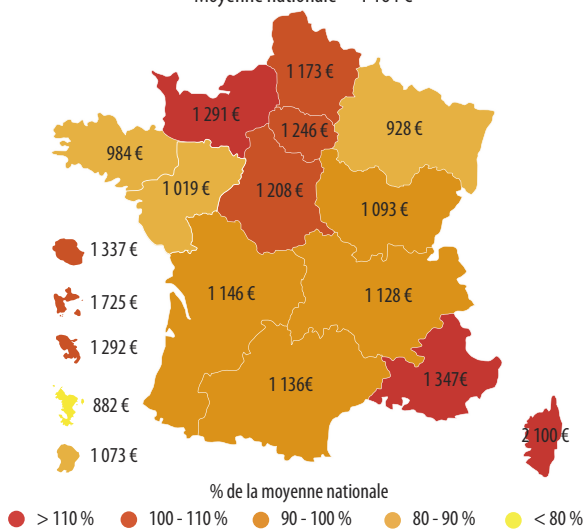 1 173 €
1 291 €
1 246 €
928 €
984 €
1 019 €
1 208 €
1 093 €
1 337 €
1 146 €
1 128 €
1 725 €
1 292 €
1 136€
1 347€
882 €
2 100 €
1 073 €
% de la moyenne nationale
> 110 % 100 - 110 % 90 - 100 % 80 - 90 % < 80 %